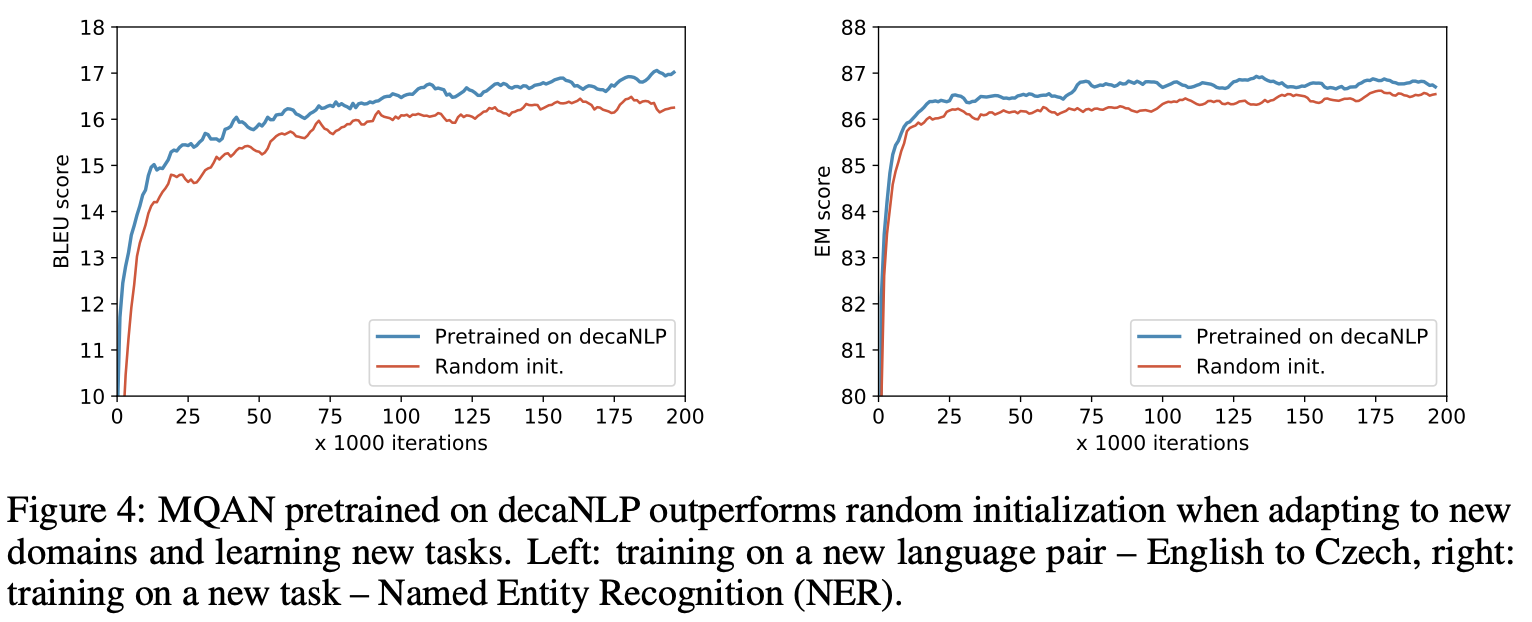 18
17
16
15
14
13
12
11
10
BLEU score
0 25 50 75 100 125 150 175 200
x 1000 iterations
Pretrained on decaNLP
Random init.
88
87
86
85
84
83
82
81
80
EM score
0 25 50 75 100 125 150 175 200
x 1000 iterations
Pretrained on decaNLP
Random init.
Figure 4: MQAN pretrained on decaNLP outperforms random initialization when adapting to new
domains and learning new tasks. Left: training on a new language pair – English to Czech, right:
training on a new task – Named Entity Recognition (NER).